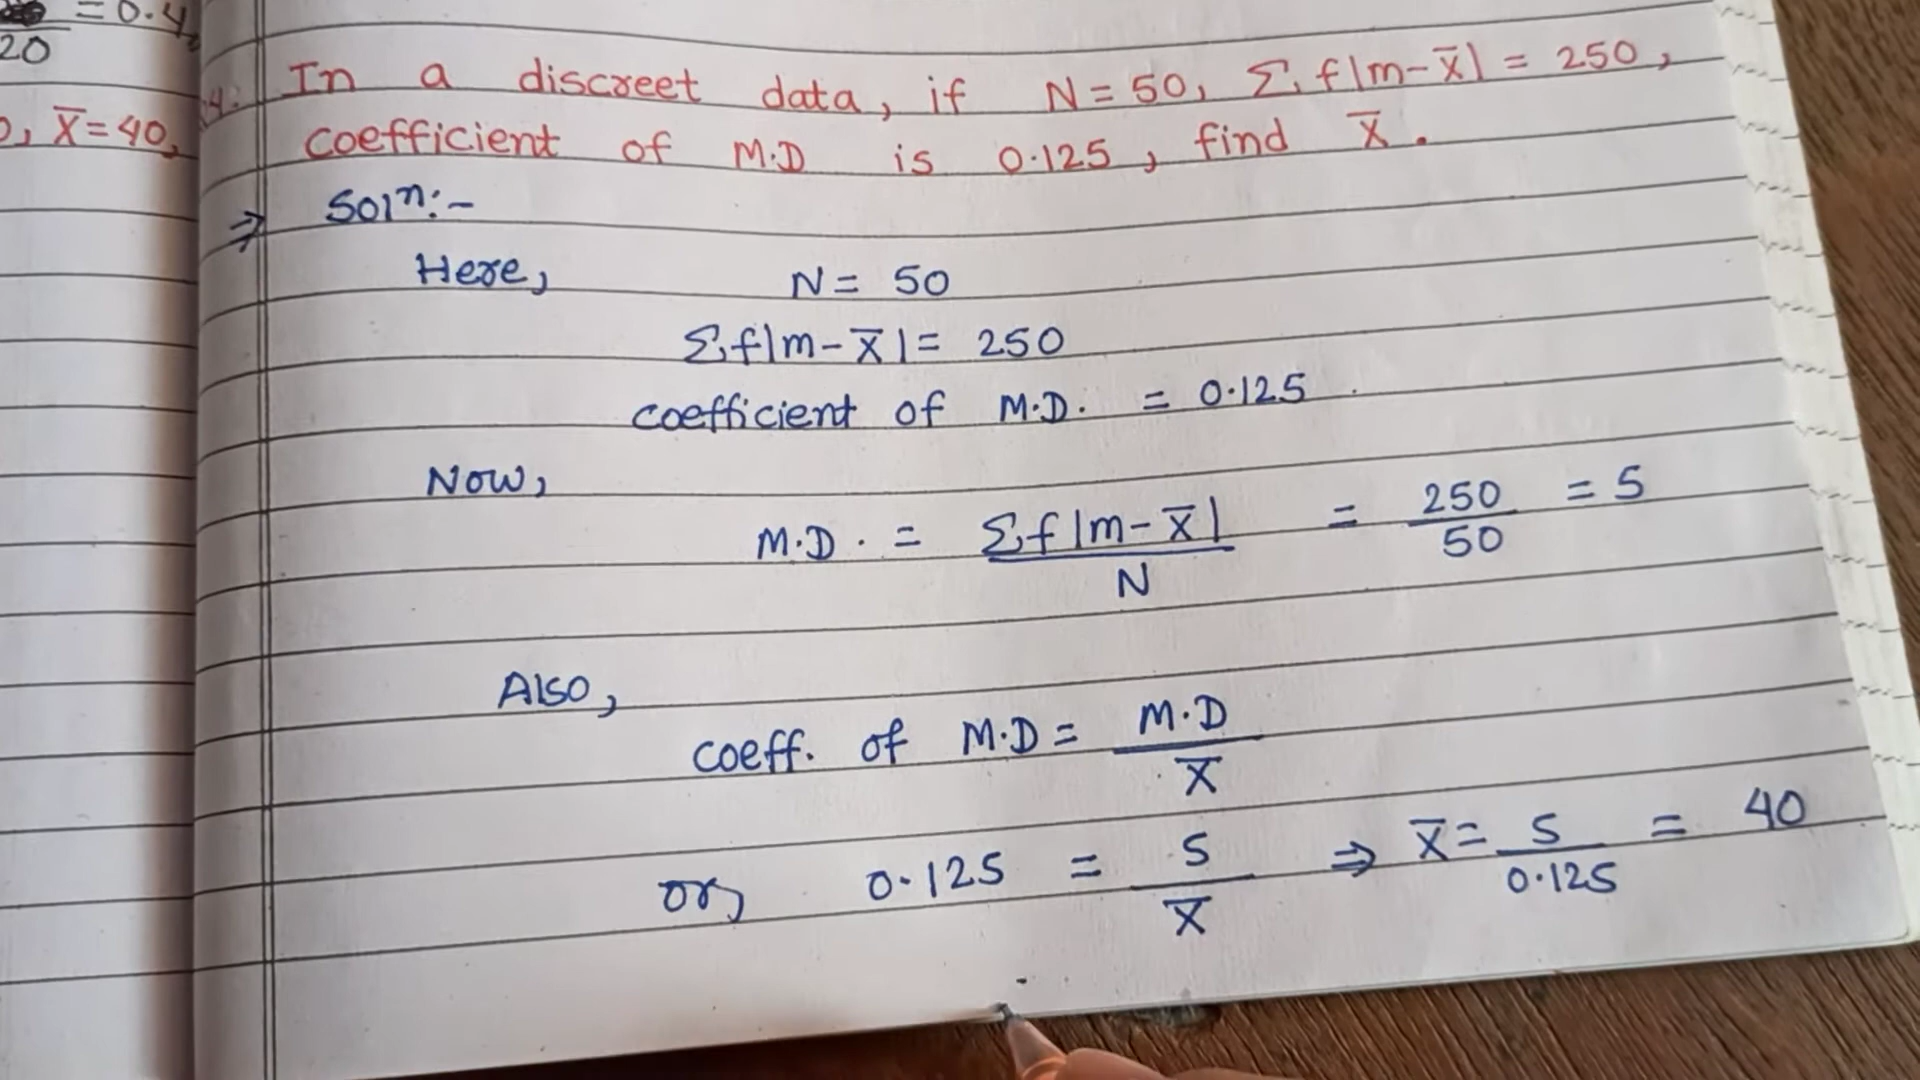 = 0.4
20
, X̄ = 40,
4. In a discreet data, if N = 50, Σf|m-X̄| = 250,
coefficient of M.D is 0.125, find X̄.
⇒ Solⁿ:-
Here, N = 50
Σf|m-X̄| = 250
coefficient of M.D. = 0.125
Now,
M.D. = Σf|m-X̄| / N = 250 / 50 = 5
Also,
coeff. of M.D = M.D / X̄
or, 0.125 = 5 / X̄ ⇒ X̄ = 5 / 0.125 = 40